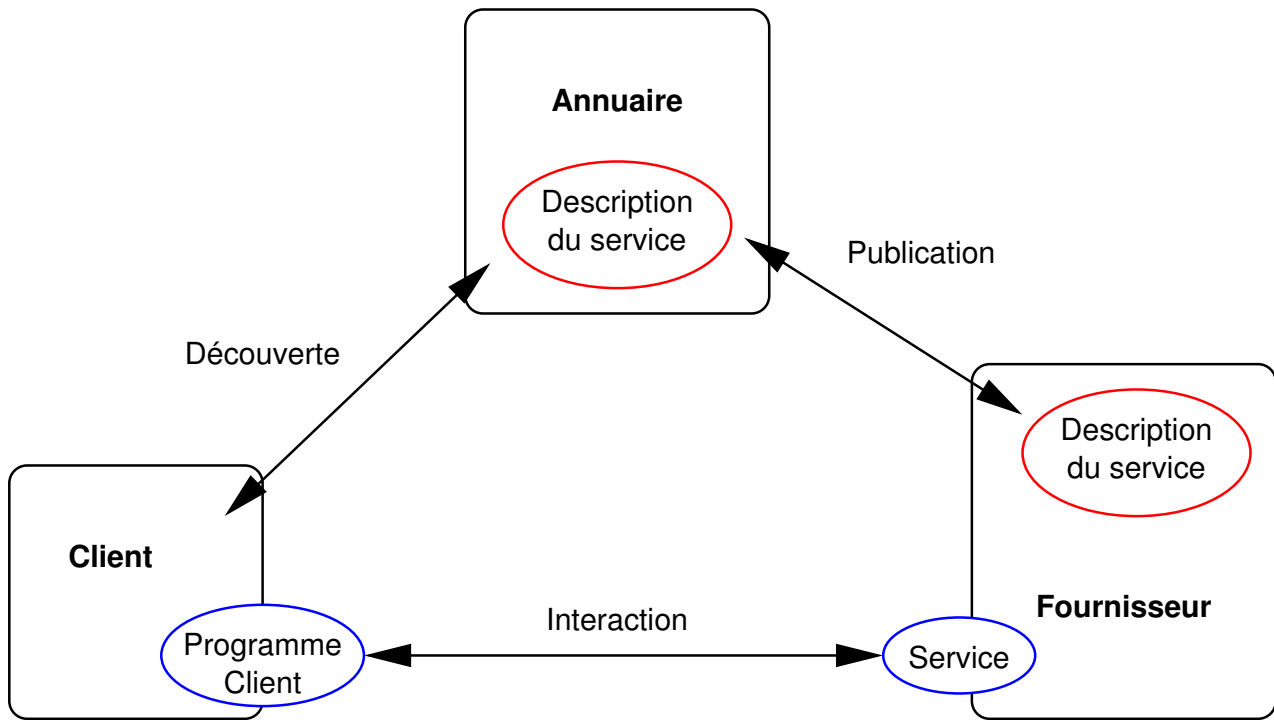 Annuaire
Description
du service
Publication
Découverte
Description
du service
Client
Fournisseur
Interaction
Programme
Client
Service